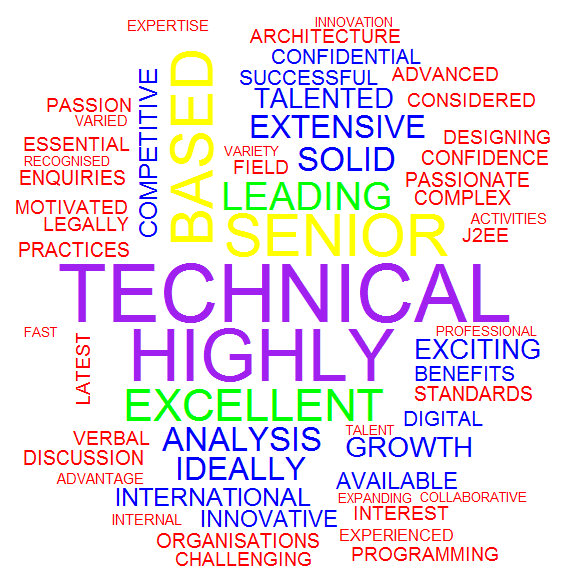 EXPERTISE
INNOVATION
ARCHITECTURE
CONFIDENTIAL
SUCCESSFUL
ADVANCED
TALENTED
CONSIDERED
PASSION
VARIED
COMPETITIVE
BASED
EXTENSIVE
DESIGNING
ESSENTIAL
RECOGNISED
ENQUIRIES
VARIETY
FIELD
SOLID
CONFIDENCE
PASSIONATE
COMPLEX
LEADING
MOTIVATED
LEGALLY
PRACTICES
SENIOR
ACTIVITIES
J2EE
TECHNICAL
HIGHLY
FAST
LATEST
PROFESSIONAL
EXCITING
BENEFITS
STANDARDS
EXCELLENT
DIGITAL
VERBAL
DISCUSSION
ANALYSIS
TALENT
GROWTH
ADVANTAGE
IDEALLY
AVAILABLE
INTERNATIONAL
EXPANDING
COLLABORATIVE
INTERNAL
INNOVATIVE
INTEREST
ORGANISATIONS
EXPERIENCED
CHALLENGING
PROGRAMMING